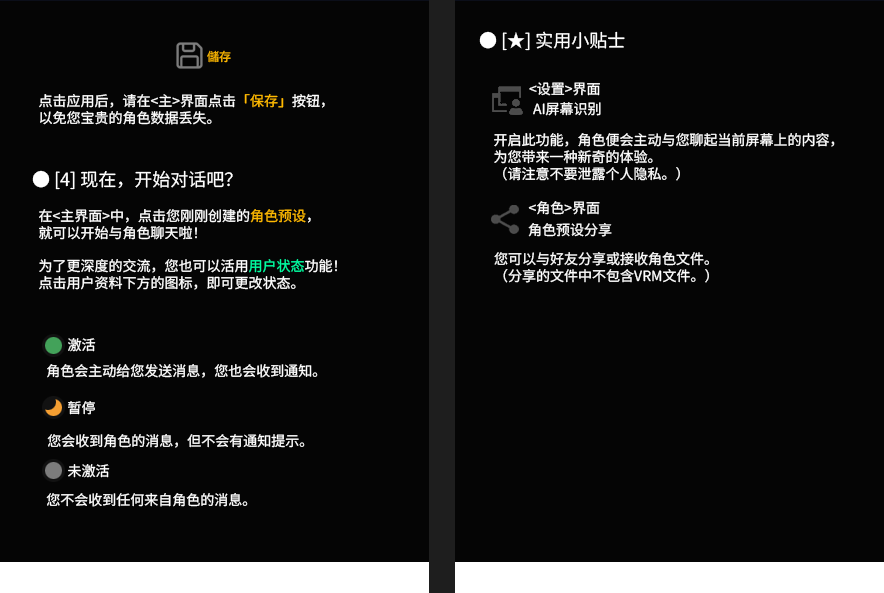 儲存
点击应用后，请在<主>界面点击「保存」按钮，
以免您宝贵的角色数据丢失。
[4] 现在，开始对话吧？
在<主界面>中，点击您刚刚创建的角色预设，
就可以开始与角色聊天啦！
为了更深度的交流，您也可以活用用户状态功能！
点击用户资料下方的图标，即可更改状态。
激活
角色会主动给您发送消息，您也会收到通知。
暂停
您会收到角色的消息，但不会有通知提示。
未激活
您不会收到任何来自角色的消息。
[★] 实用小贴士
<设置>界面
AI屏幕识别
开启此功能，角色便会主动与您聊起当前屏幕上的内容，
为您带来一种新奇的体验。
（请注意不要泄露个人隐私。）
<角色>界面
角色预设分享
您可以与好友分享或接收角色文件。
（分享的文件中不包含VRM文件。）